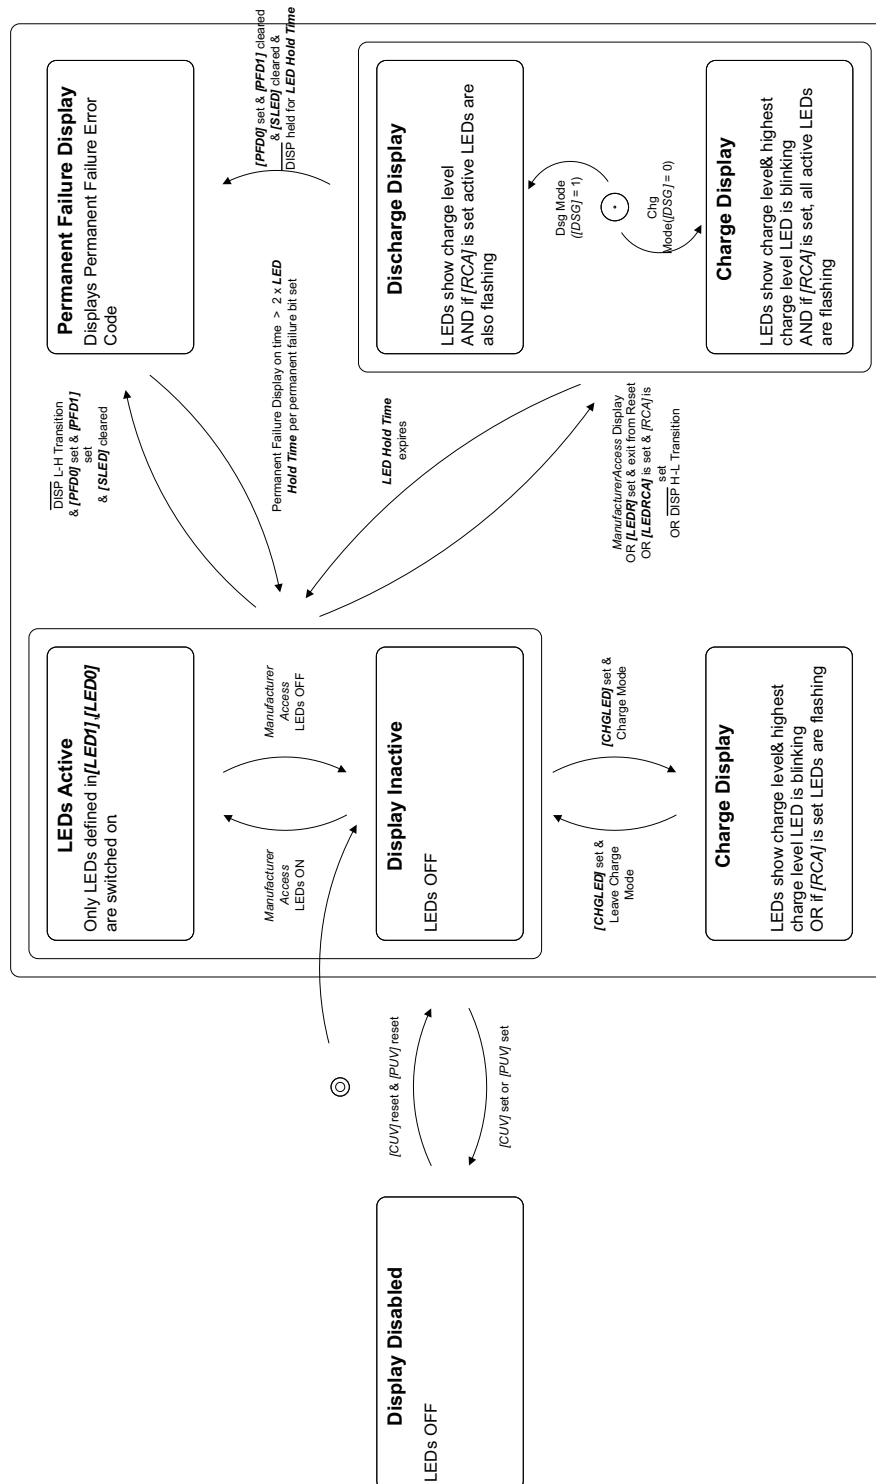 Permanent Failure Display
Displays Permanent Failure Error
Code
[PFD0] set & [PFD1] cleared
& [SLED] cleared &
DISP held for LED Hold Time
Discharge Display
LEDs show charge level
AND if [RCA] is set active LEDs are
also flashing
Dsg Mode
([DSG] = 1)
Chg
Mode([DSG] = 0)
Charge Display
LEDs show charge level& highest
charge level LED is blinking
AND if [RCA] is set, all active LEDs
are flashing
DISP L-H Transition
& [PFD0] set & [PFD1]
set
& [SLED] cleared
Permanent Failure Display on time > 2 x LED
Hold Time per permanent failure bit set
LED Hold Time
expires
ManufacturerAccess Display
OR [LEDR] set & exit from Reset
OR [LEDRCA] is set & [RCA] is
set
OR DISP H-L Transition
LEDs Active
Only LEDs defined in[LED1],[LED0]
are switched on
Manufacturer
Access
LEDs ON
Manufacturer
Access
LEDs OFF
Display Inactive
LEDs OFF
[CHGLED] set &
Leave Charge
Mode
[CHGLED] set &
Charge Mode
Charge Display
LEDs show charge level& highest
charge level LED is blinking
OR if [RCA] is set LEDs are flashing
[CUV] reset & [PUV] reset
[CUV] set or [PUV] set
Display Disabled
LEDs OFF